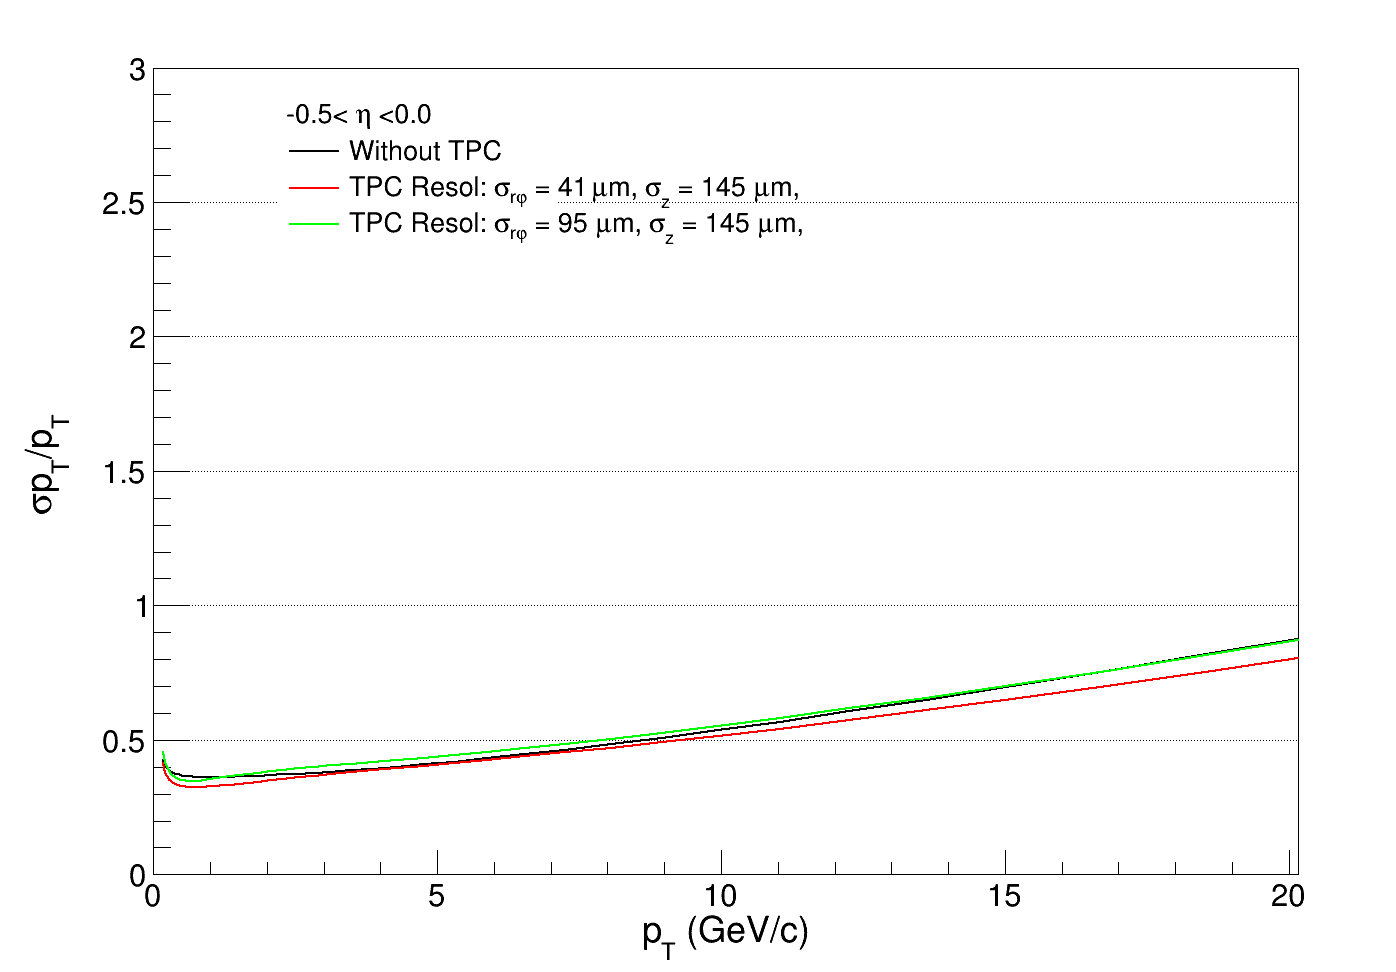 3
2.5
2
1.5
1
0.5
0
-0.5< η <0.0
Without TPC
TPC Resol: σrφ = 41 μm, σz = 145 μm,
TPC Resol: σrφ = 95 μm, σz = 145 μm,
σpT/pT
0 5 10 15 20
pT (GeV/c)